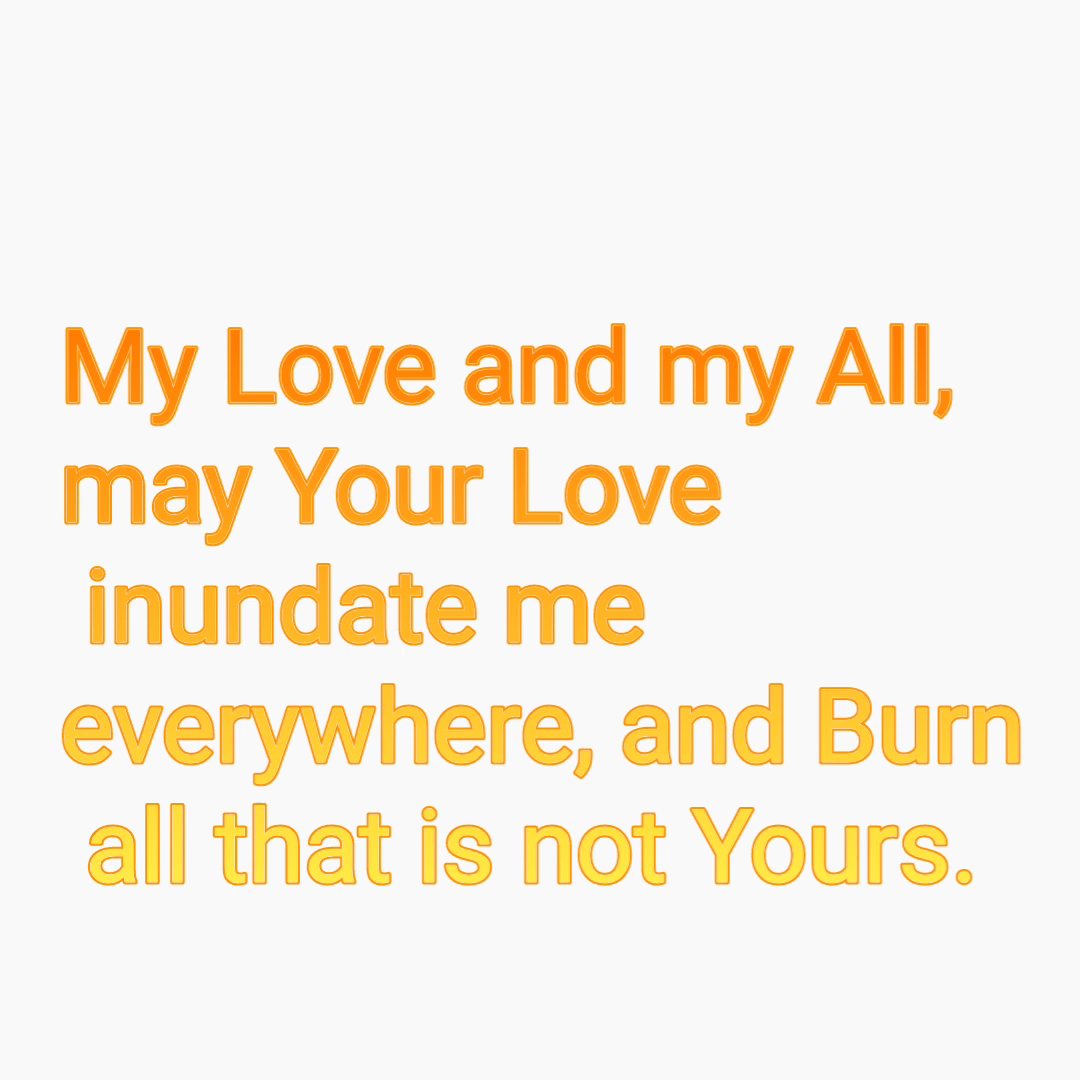 My Love and my All,
may Your Love
inundate me
everywhere, and Burn
all that is not Yours.